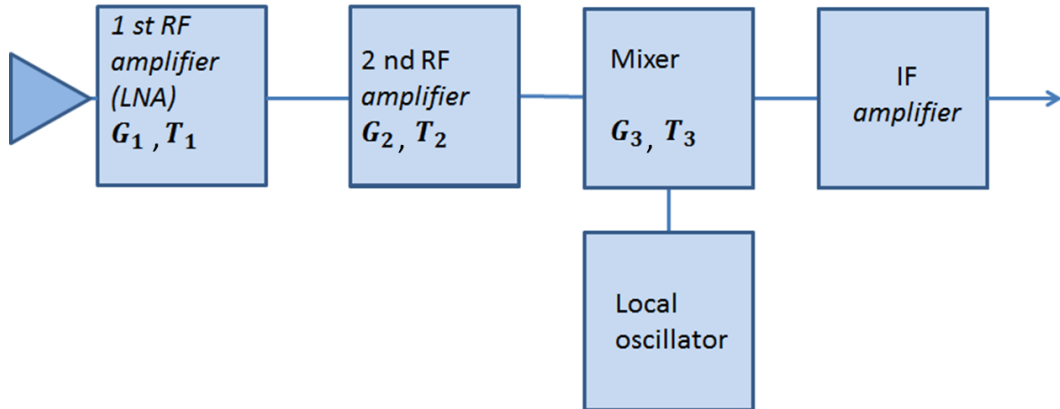 1 st RF
amplifier
(LNA)
G₁ , T₁
2 nd RF
amplifier
G₂, T₂
Mixer
G₃, T₃
IF
amplifier
Local
oscillator